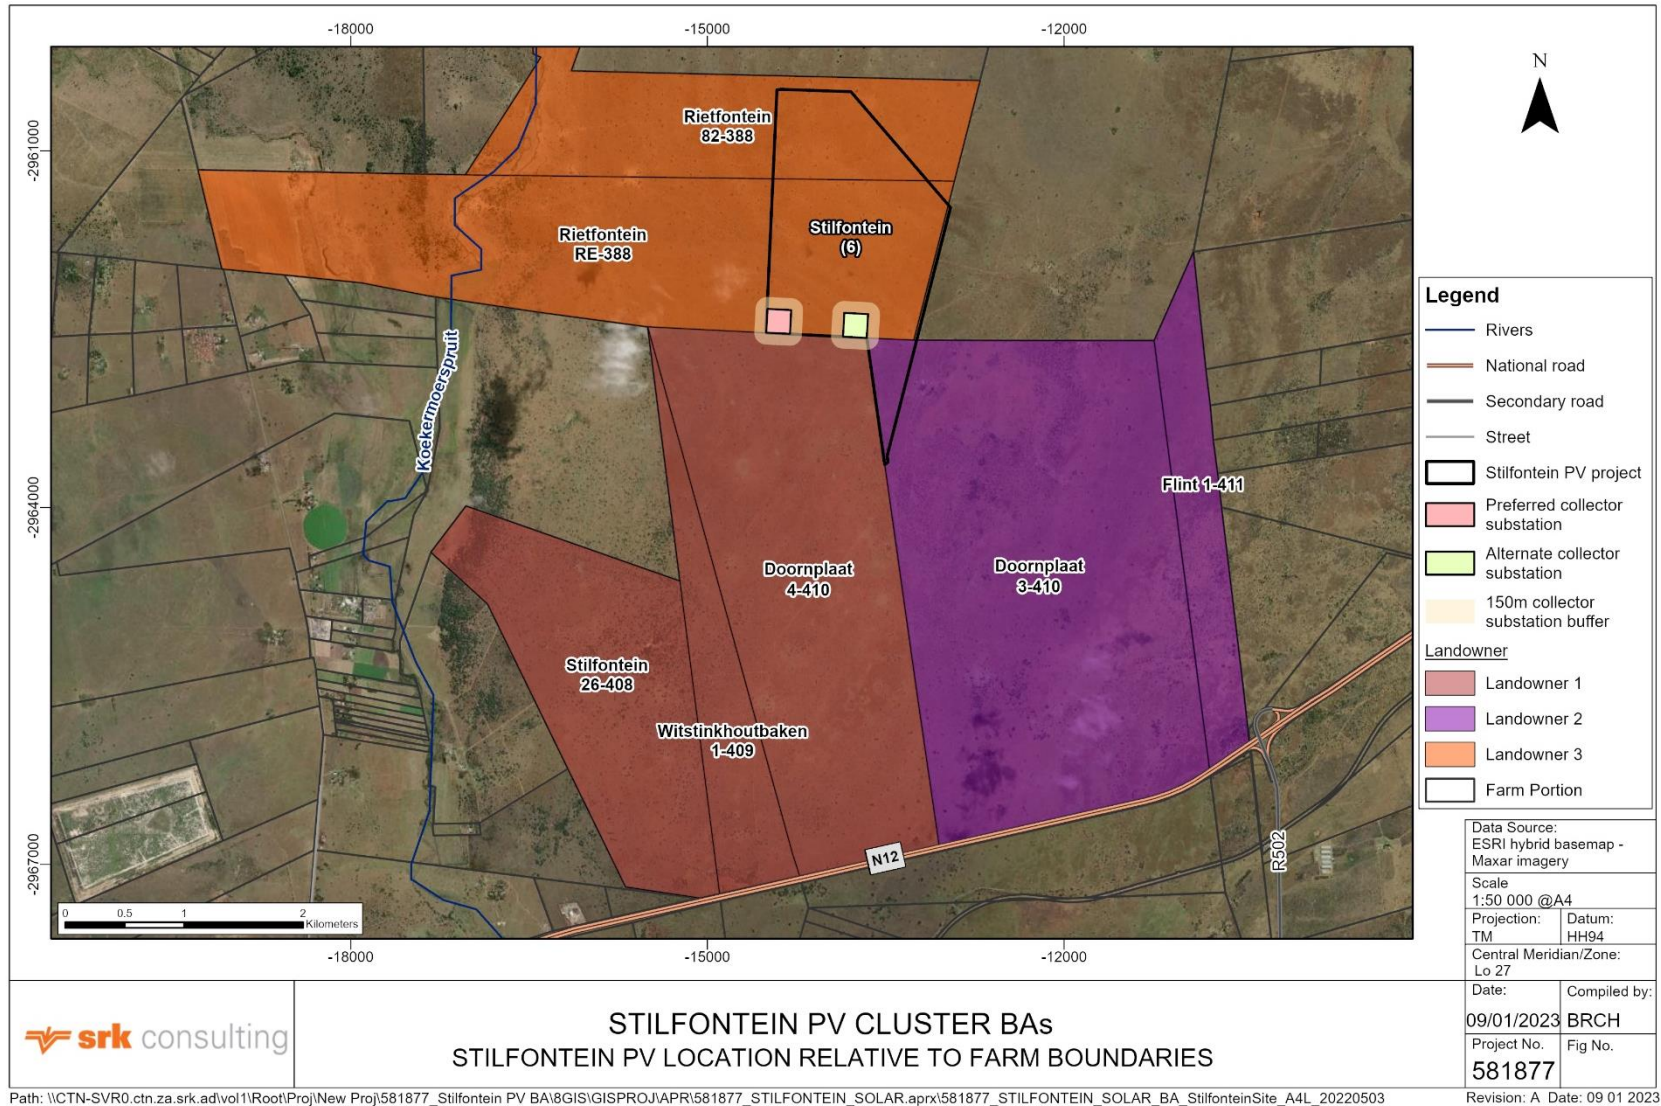 -18000
-15000
-12000
N
-2961000
-2964000
-2967000
Rietfontein
82-388
Rietfontein
RE-388
Stilfontein
(6)
Koekermoerspruit
Flint 1-411
Doornplaat
4-410
Doornplaat
3-410
Stilfontein
26-408
Witstinkhoutbaken
1-409
N12
R502
0 0.5 1 2
Kilometers
-18000
-15000
-12000
Legend
Rivers
National road
Secondary road
Street
Stilfontein PV project
Preferred collector
substation
Alternate collector
substation
150m collector
substation buffer
Landowner
Landowner 1
Landowner 2
Landowner 3
Farm Portion
Data Source:
ESRI hybrid basemap -
Maxar imagery
Scale
1:50 000 @A4
Projection:
TM
Datum:
HH94
Central Meridian/Zone:
Lo 27
Date:
09/01/2023
Compiled by:
BRCH
Project No.
581877
Fig No.
srk consulting
STILFONTEIN PV CLUSTER BAs
STILFONTEIN PV LOCATION RELATIVE TO FARM BOUNDARIES
Path: \\CTN-SVR0.ctn.za.srk.ad\vol1\Root\Proj\New Proj\581877_Stilfontein PV BA\8GIS\GISPROJ\APR\581877_STILFONTEIN_SOLAR.aprx\581877_STILFONTEIN_SOLAR_BA_StilfonteinSite_A4L_20220503
Revision: A Date: 09 01 2023